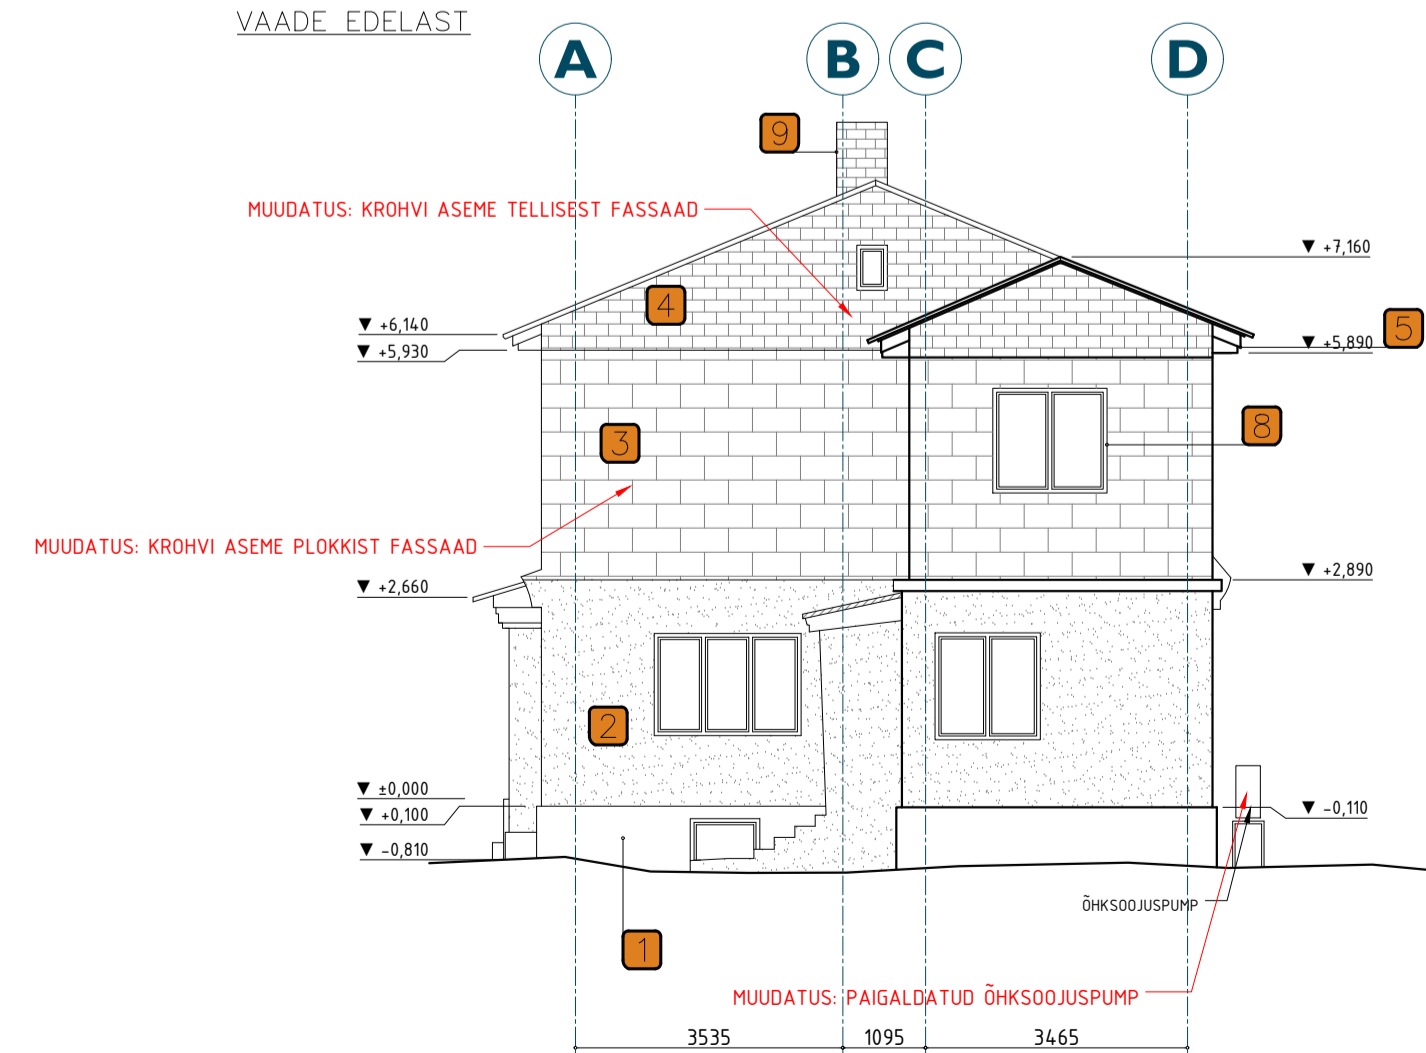 VAADE EDELAST
A
B
C
D
9
MUUDATUS: KROHVI ASEME TELLISEST FASSAAD
▼ +7,160
4
▼ +6,140
▼ +5,930
5
▼ +5,890
3
8
MUUDATUS: KROHVI ASEME PLOKKIST FASSAAD
▼ +2,660
▼ +2,890
2
▼ ±0,000
▼ +0,100
▼ -0,110
▼ -0,810
ÕHKSOOJUSPUMP
1
MUUDATUS: PAIGALDATUD ÕHKSOOJUSPUMP
3535
1095
3465